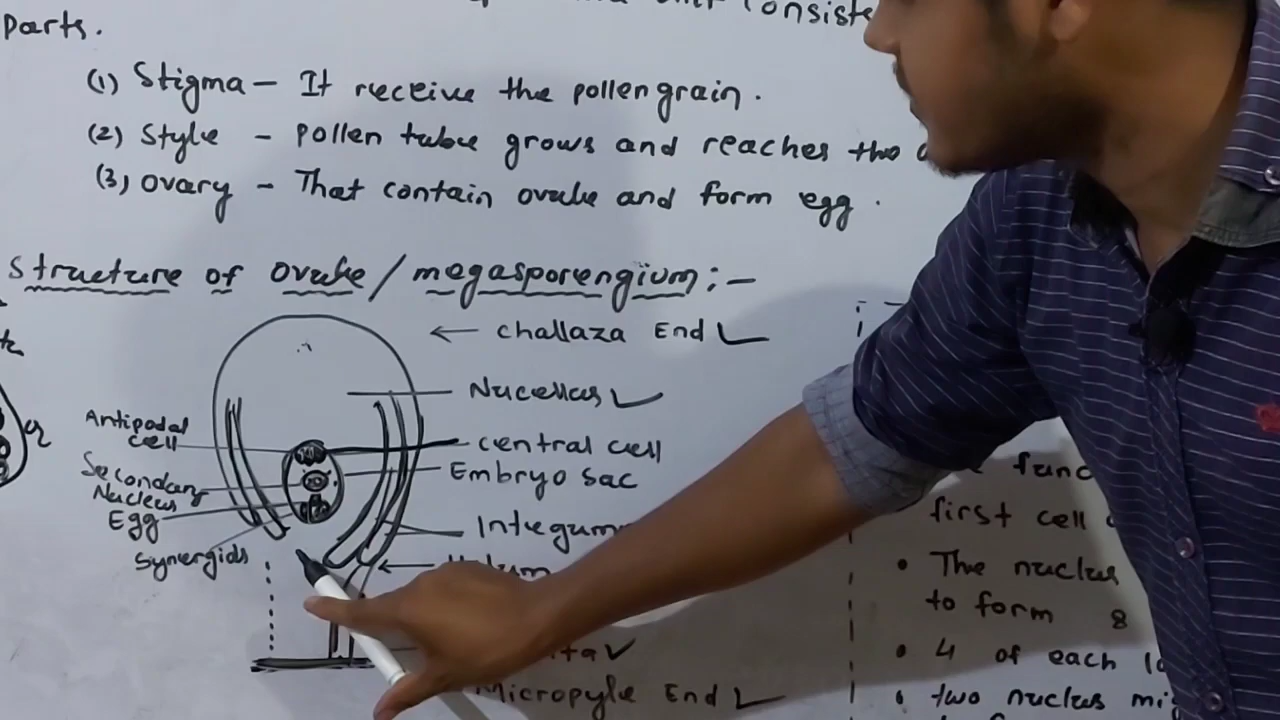 consists
parts.
(1) Stigma - It receive the pollengrain.
(2) Style - pollen tube grows and reaches the
(3) ovary - That contain ovule and form egg.
Structure of ovule / megasporengium :-
challaza End
Nucellus
Antipodal
cell
central cell
Secondary
Nucleus
Embryo sac
Egg
Integum
Synergids
first cell
• The nucleus
to form 8
• 4 of each
Micropyle End
• two nucleus